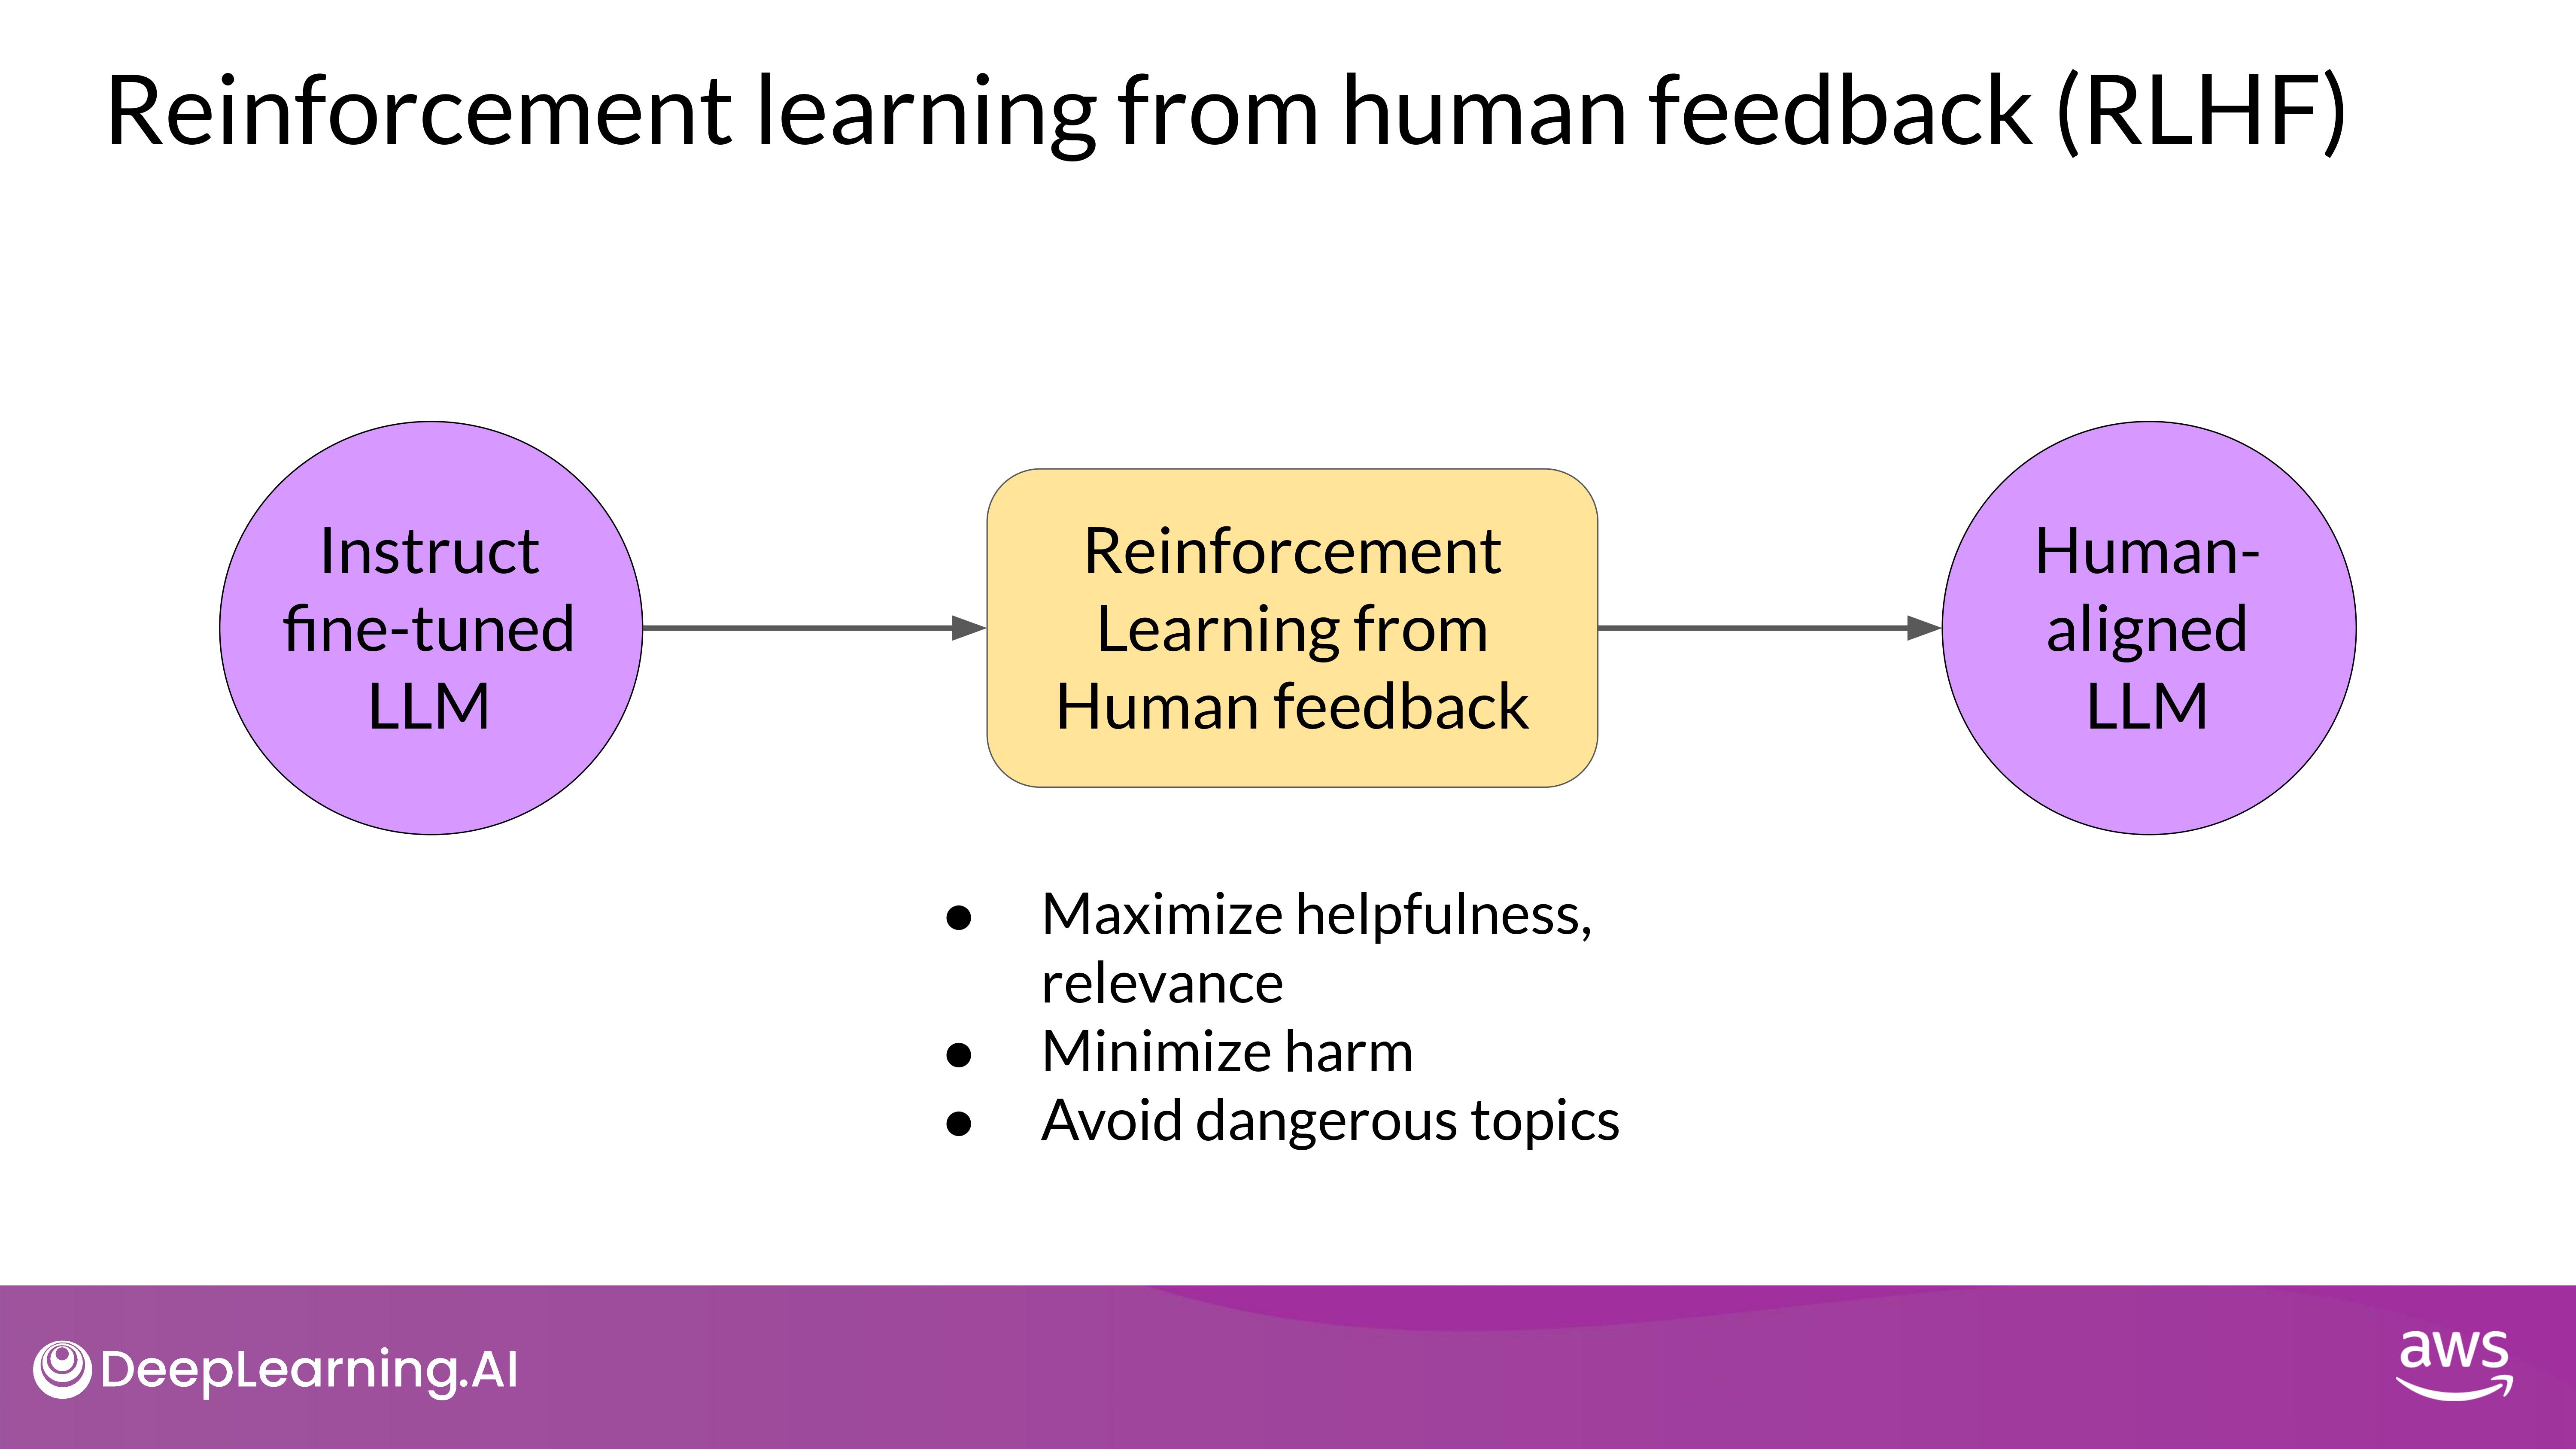 Reinforcement learning from human feedback (RLHF)
Instruct
fine-tuned
LLM
Reinforcement
Learning from
Human feedback
Human-
aligned
LLM
● Maximize helpfulness,
relevance
● Minimize harm
● Avoid dangerous topics
DeepLearning.AI
aws